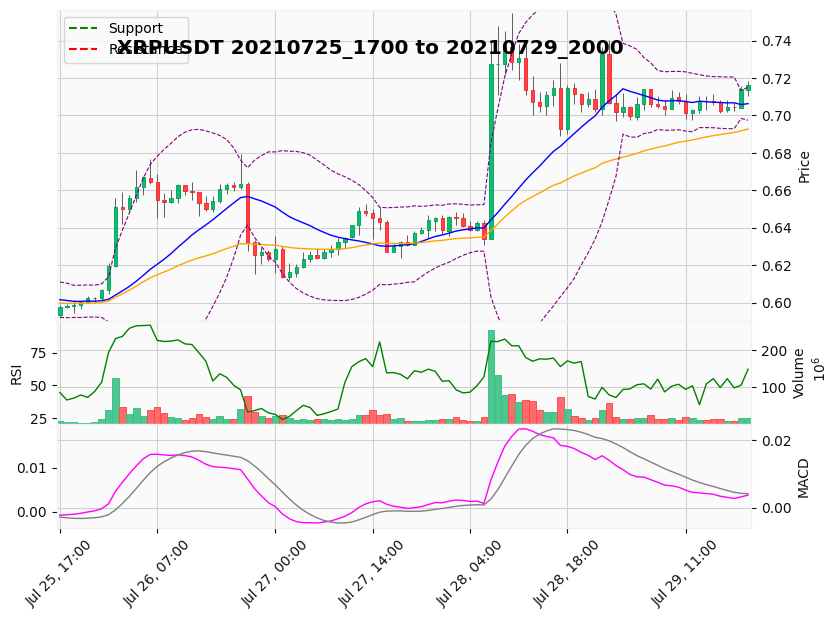 XRPUSDT 20210725_1700 to 20210729_2000
Support
Resistance
0.74
0.72
0.70
0.68
0.66
0.64
0.62
0.60
Price
75
50
25
RSI
200
100
Volume
10^6
0.01
0.00
0.02
0.00
MACD
Jul 25, 17:00
Jul 26, 07:00
Jul 27, 00:00
Jul 27, 14:00
Jul 28, 04:00
Jul 28, 18:00
Jul 29, 11:00